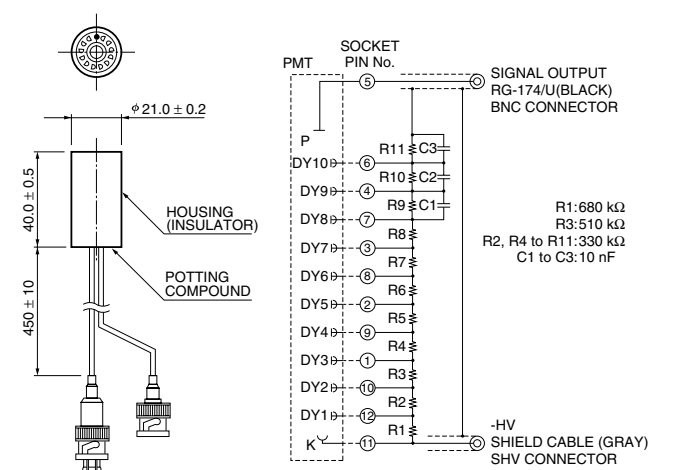 φ21.0 ± 0.2
40.0 ± 0.5
HOUSING
(INSULATOR)
POTTING
COMPOUND
450 ± 10
PMT
SOCKET
PIN No.
5
SIGNAL OUTPUT
RG-174/U(BLACK)
BNC CONNECTOR
P
R11 C3
DY10 6
R10 C2
DY9 4
R9 C1
DY8 7
R8
DY7 3
R7
DY6 8
R6
DY5 2
R5
DY4 9
R4
DY3 1
R3
DY2 10
R2
DY1 12
R1
K 11
R1:680 kΩ
R3:510 kΩ
R2, R4 to R11:330 kΩ
C1 to C3:10 nF
-HV
SHIELD CABLE (GRAY)
SHV CONNECTOR